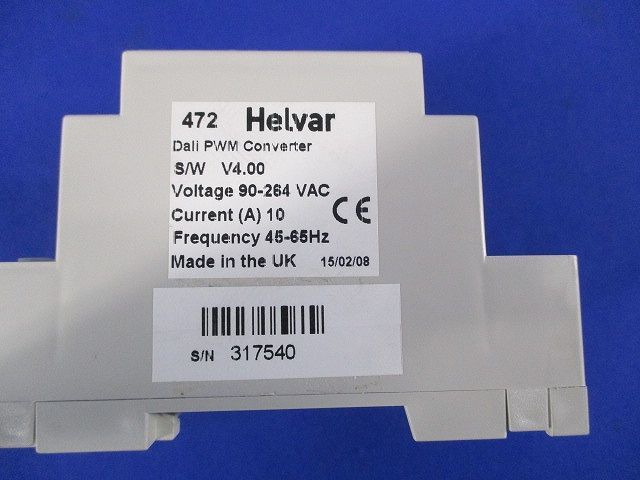 472 Helvar
Dali PWM Converter
S/W V4.00
Voltage 90-264 VAC
Current (A) 10
CE
Frequency 45-65Hz
Made in the UK 15/02/08
S/N 317540